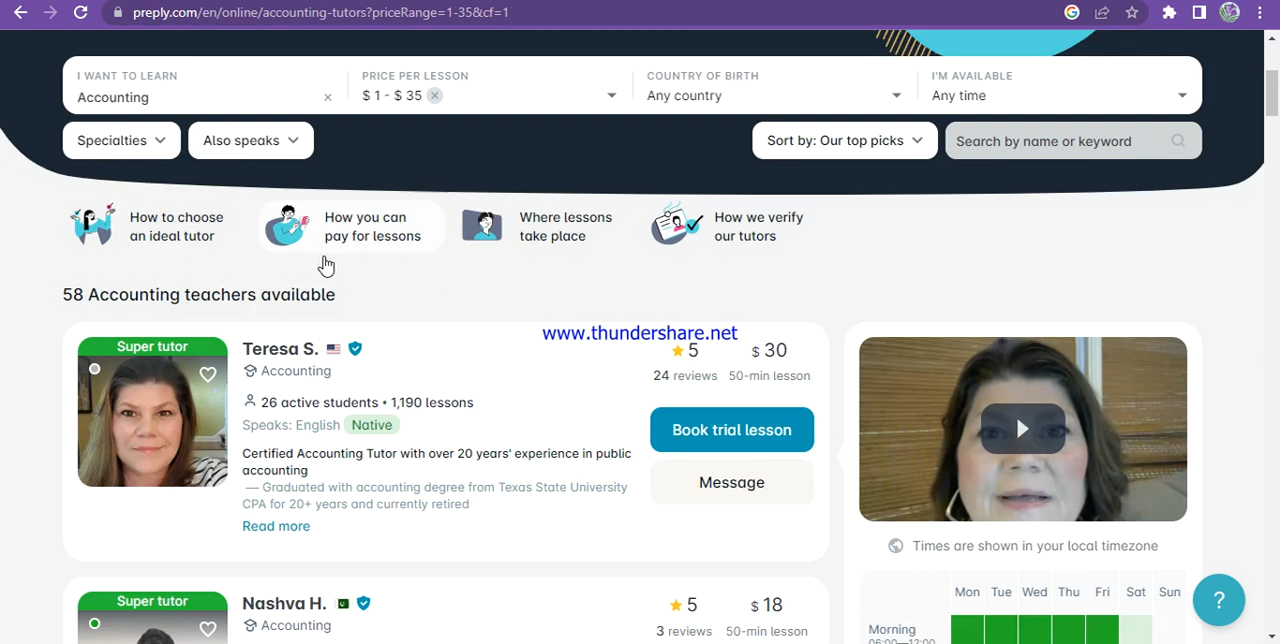 preply.com/en/online/accounting-tutors?priceRange=1-35&cf=1
I WANT TO LEARN
Accounting
PRICE PER LESSON
$ 1 - $ 35
COUNTRY OF BIRTH
Any country
I'M AVAILABLE
Any time
Specialties
Also speaks
Sort by: Our top picks
Search by name or keyword
How to choose
an ideal tutor
How you can
pay for lessons
Where lessons
take place
How we verify
our tutors
58 Accounting teachers available
www.thundershare.net
Super tutor
Teresa S.
Accounting
26 active students • 1,190 lessons
Speaks: English Native
Certified Accounting Tutor with over 20 years' experience in public
accounting
— Graduated with accounting degree from Texas State University
CPA for 20+ years and currently retired
Read more
5
24 reviews
$ 30
50-min lesson
Book trial lesson
Message
Times are shown in your local timezone
Mon Tue Wed Thu Fri Sat Sun
Morning
06:00—12:00
?
Super tutor
Nashva H.
Accounting
5
3 reviews
$ 18
50-min lesson